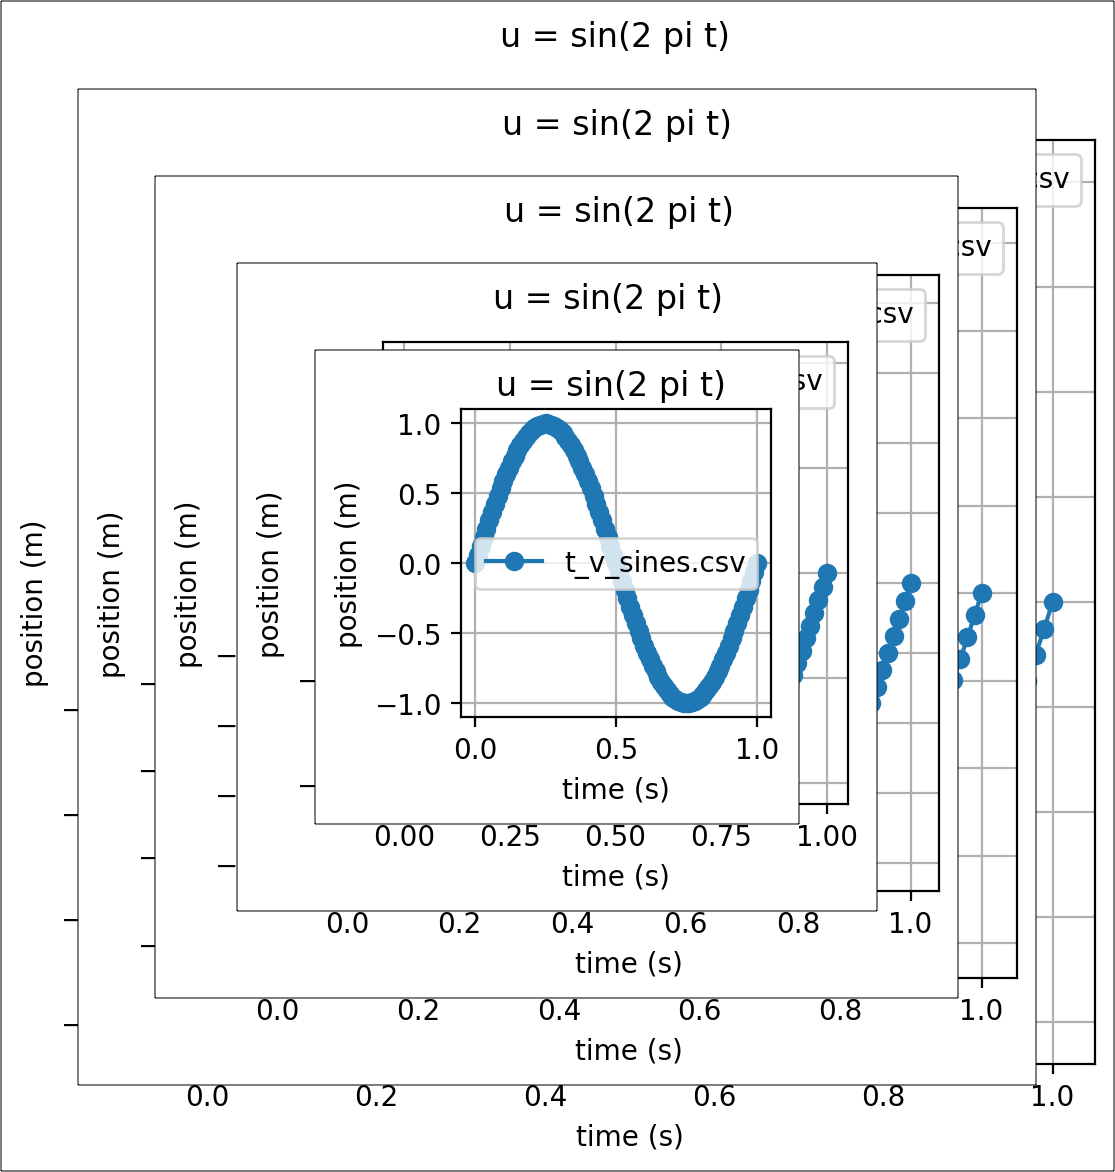 u = sin(2 pi t)
u = sin(2 pi t)
u = sin(2 pi t)
u = sin(2 pi t)
u = sin(2 pi t)
csv
csv
csv
sv
position (m)
position (m)
position (m)
position (m)
position (m)
1.0
0.5
0.0
−0.5
−1.0
t_v_sines.csv
0.0 0.5 1.0
time (s)
0.00 0.25 0.50 0.75 1.00
time (s)
0.0 0.2 0.4 0.6 0.8 1.0
time (s)
0.0 0.2 0.4 0.6 0.8 1.0
time (s)
0.0 0.2 0.4 0.6 0.8 1.0
time (s)